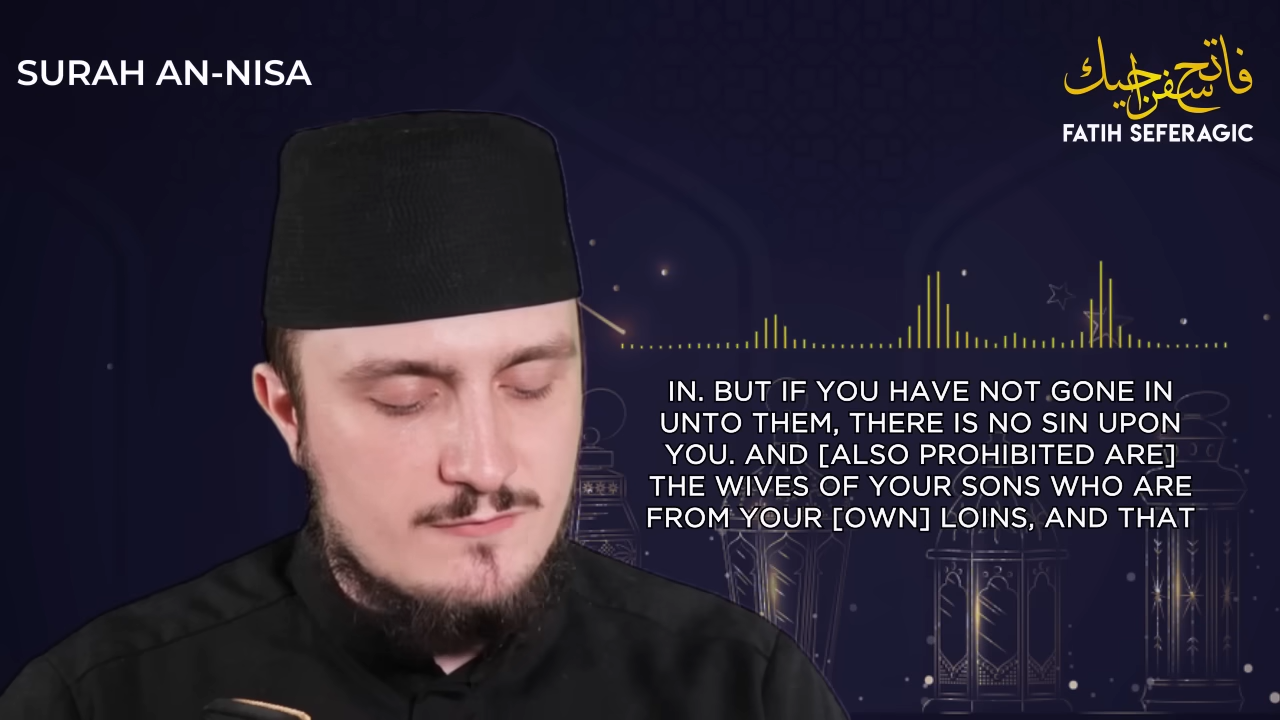 SURAH AN-NISA
فاتح سفراجيك
FATIH SEFERAGIC
IN. BUT IF YOU HAVE NOT GONE IN
UNTO THEM, THERE IS NO SIN UPON
YOU. AND [ALSO PROHIBITED ARE]
THE WIVES OF YOUR SONS WHO ARE
FROM YOUR [OWN] LOINS, AND THAT